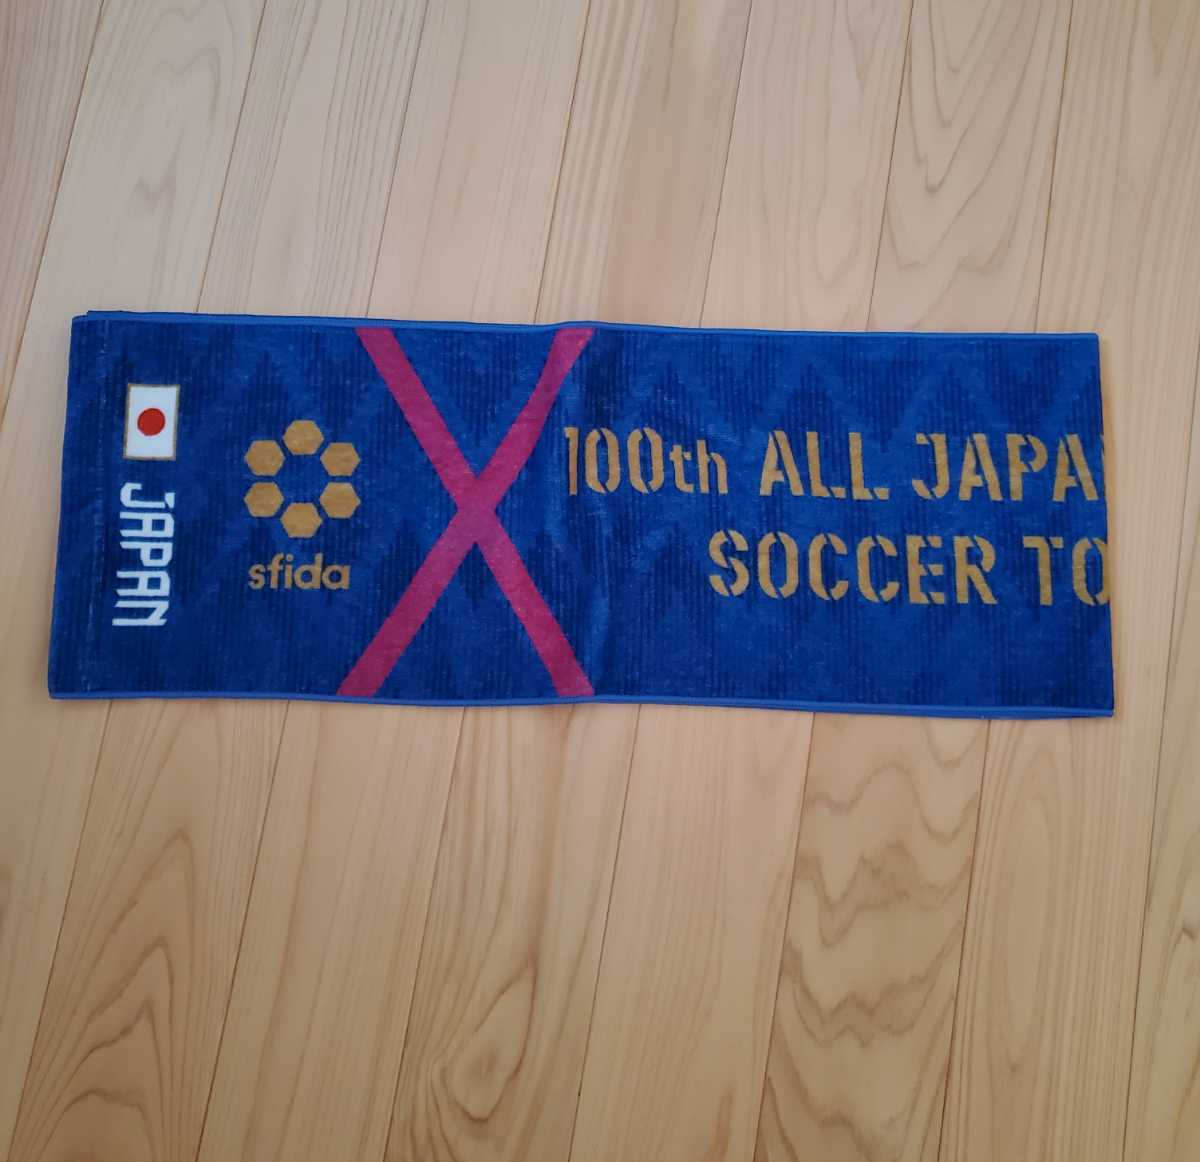 JAPAN
sfida
100th ALL JAPA
SOCCER TO